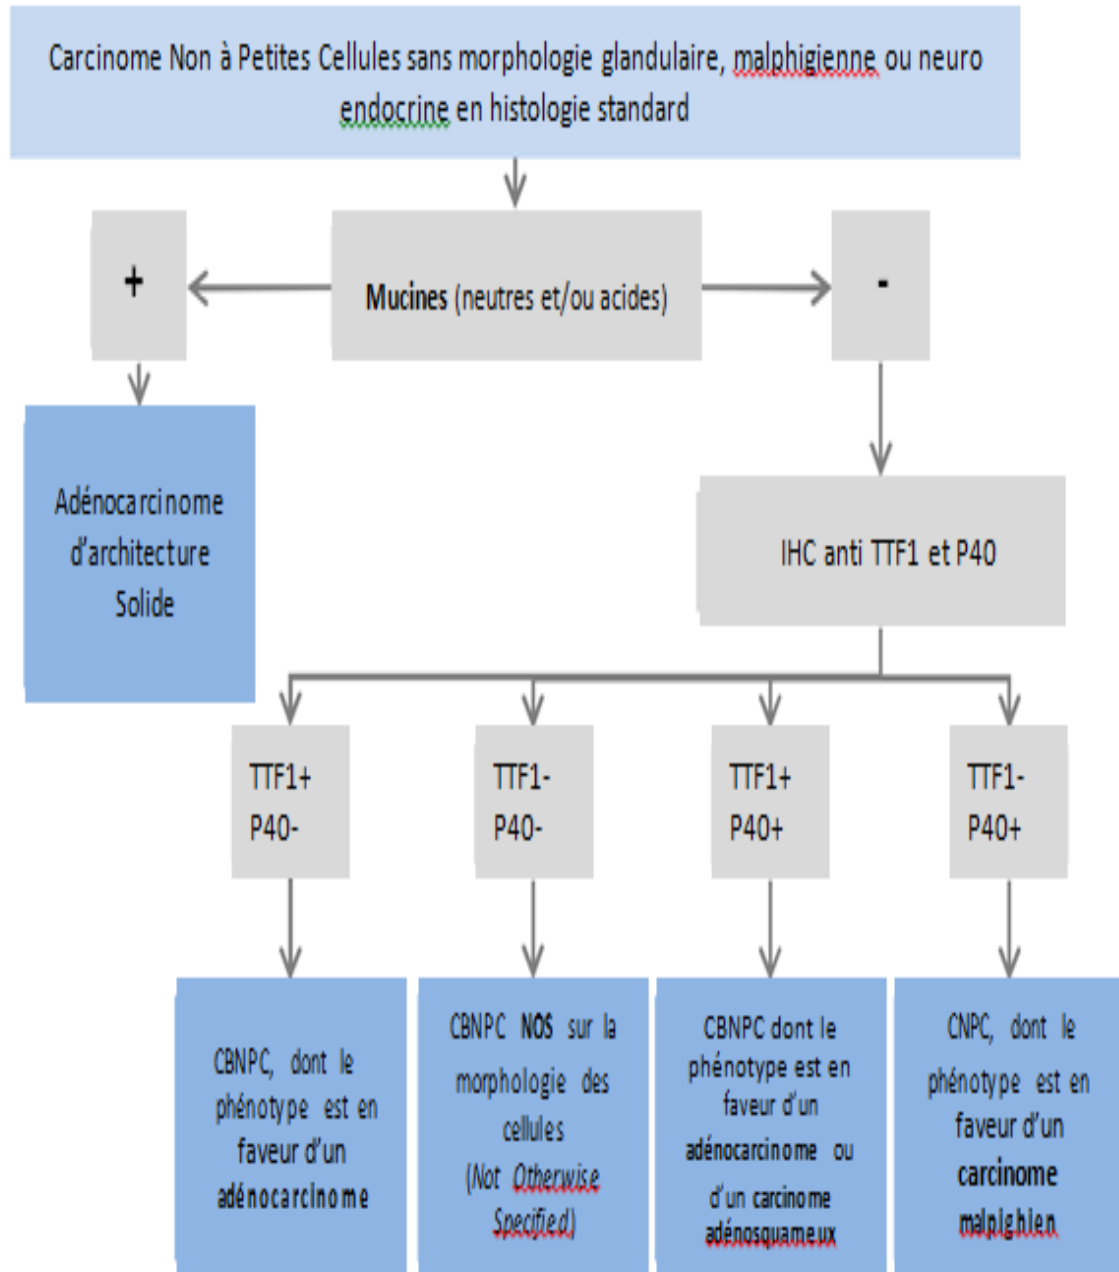 Carcinome Non à Petites Cellules sans morphologie glandulaire, malphigienne ou neuro
endocrine en histologie standard
+
Mucines (neutres et/ou acides)
-
Adénocarcinome
d'architecture
Solide
IHC anti TTF1 et P40
TTF1+
P40-
TTF1-
P40-
TTF1+
P40+
TTF1-
P40+
CBNPC, dont le
phénotype est en
faveur d'un
adénocarcinome
CBNPC NOS sur la
morphologie des
cellules
(Not Otherwise
Specified)
CBNPC dont le
phénotype est en
faveur d'un
adénocarcinome ou
d'un carcinome
adénosquameux
CNPC, dont le
phénotype est en
faveur d'un
carcinome
malpighien